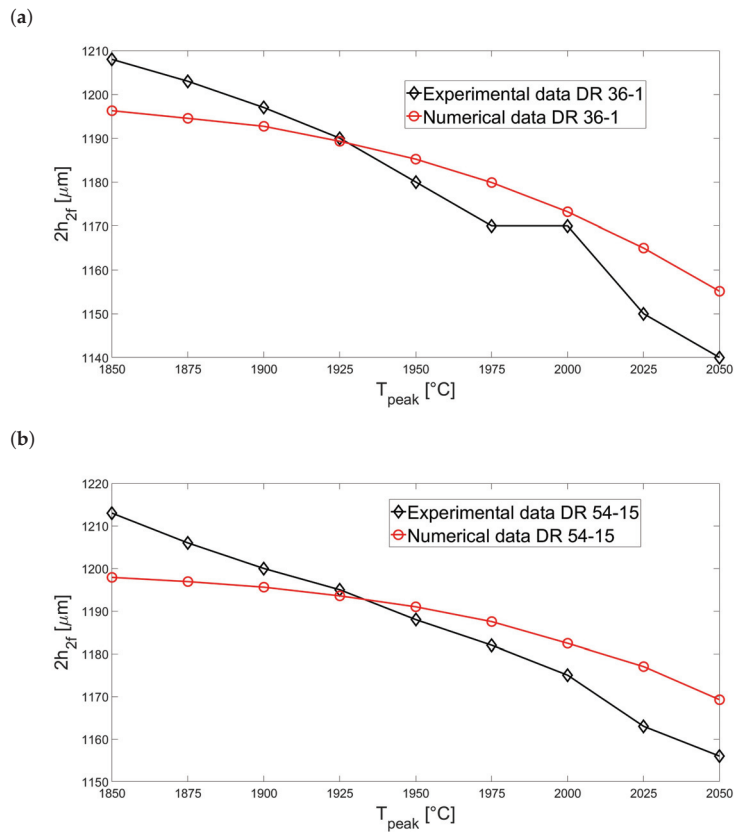 (a)
1210
1200
1190
1180
1170
1160
1150
1140
2h2f [μm]
Experimental data DR 36-1
Numerical data DR 36-1
1850 1875 1900 1925 1950 1975 2000 2025 2050
Tpeak [°C]
(b)
1220
1210
1200
1190
1180
1170
1160
1150
2h2f [μm]
Experimental data DR 54-15
Numerical data DR 54-15
1850 1875 1900 1925 1950 1975 2000 2025 2050
Tpeak [°C]